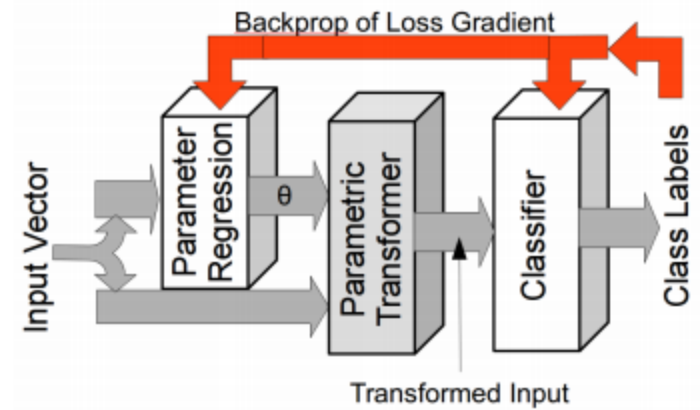 Backprop of Loss Gradient
Input Vector
Parameter
Regression
θ
Parametric
Transformer
Classifier
Class Labels
Transformed Input